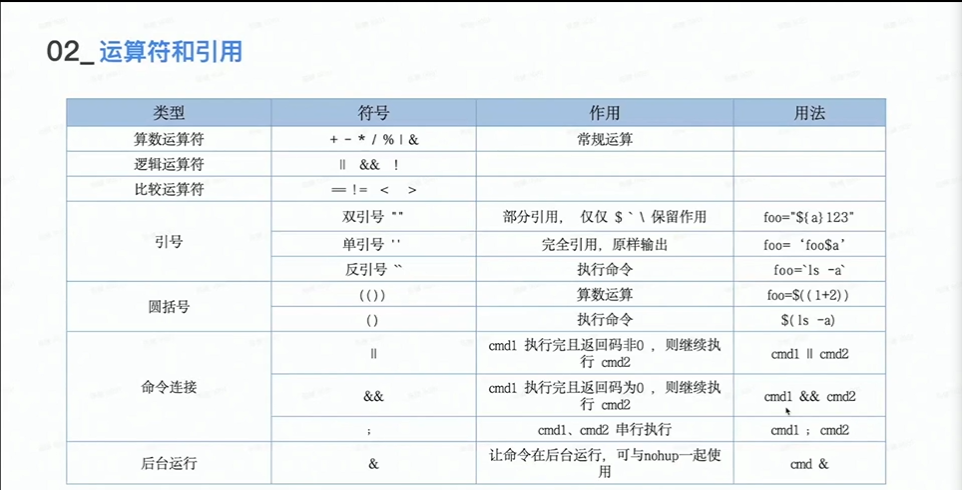 02_ 运算符和引用
类型 符号 作用 用法
算数运算符 + - * / % | & 常规运算
逻辑运算符 || && !
比较运算符 == != < >
引号
双引号 "" 部分引用， 仅仅 $ ` \ 保留作用 foo="${a}123"
单引号 '' 完全引用，原样输出 foo= ‘foo$a’
反引号 `` 执行命令 foo=`ls -a`
圆括号
(()) 算数运算 foo=$((1+2))
() 执行命令 $(ls -a)
命令连接
|| cmd1 执行完且返回码非0 ，则继续执
行 cmd2 cmd1 || cmd2
&& cmd1 执行完且返回码为0 ，则继续执
行 cmd2 cmd1 && cmd2
; cmd1、cmd2 串行执行 cmd1 ; cmd2
后台运行 & 让命令在后台运行，可与nohup一起使
用 cmd &